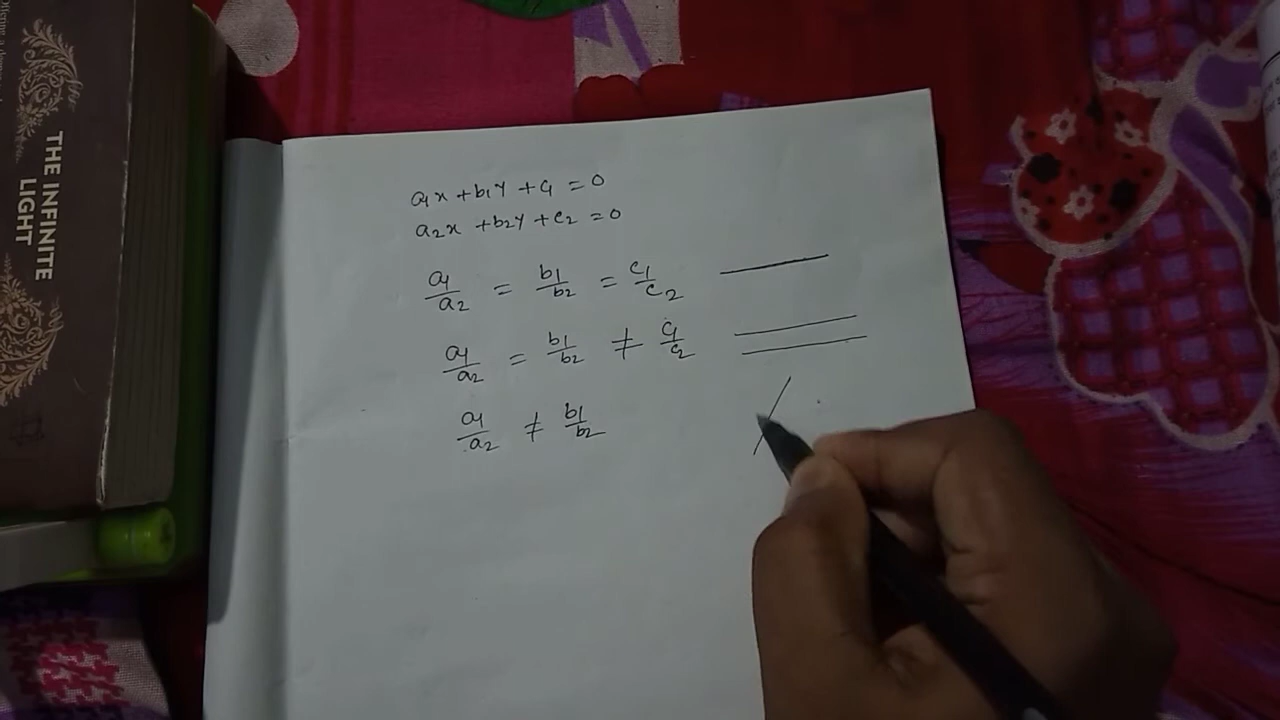 THE INFINITE
LIGHT
a₁x + b₁y + c₁ = 0
a₂x + b₂y + c₂ = 0
a₁/a₂ = b₁/b₂ = c₁/c₂
a₁/a₂ = b₁/b₂ ≠ c₁/c₂
a₁/a₂ ≠ b₁/b₂